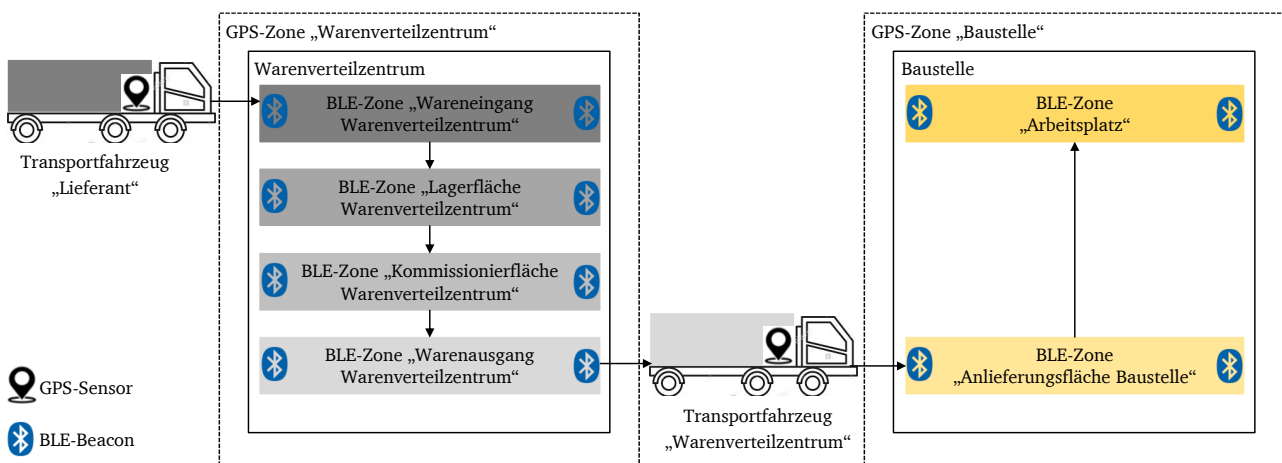 GPS-Zone „Warenverteilzentrum“
GPS-Zone „Baustelle“
Warenverteilzentrum
Baustelle
BLE-Zone „Wareneingang
Warenverteilzentrum“
BLE-Zone
„Arbeitsplatz“
Transportfahrzeug
„Lieferant“
BLE-Zone „Lagerfläche
Warenverteilzentrum“
BLE-Zone „Kommissionierfläche
Warenverteilzentrum“
BLE-Zone „Warenausgang
Warenverteilzentrum“
BLE-Zone
„Anlieferungsfläche Baustelle“
Transportfahrzeug
„Warenverteilzentrum“
GPS-Sensor
BLE-Beacon